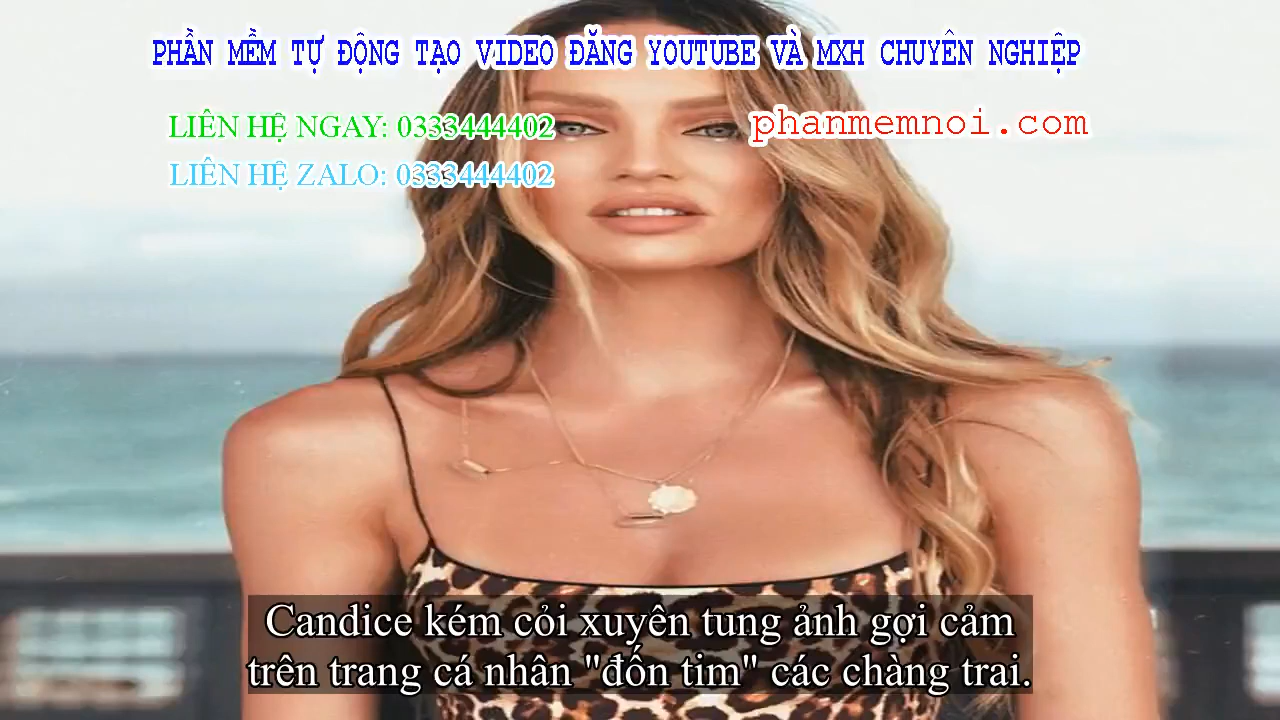 PHẦN MỀM TỰ ĐỘNG TẠO VIDEO ĐĂNG YOUTUBE VÀ MXH CHUYÊN NGHIỆP
LIÊN HỆ NGAY: 0333444402
phanmemnoi.com
LIÊN HỆ ZALO: 0333444402
Candice kém cỏi xuyên tung ảnh gợi cảm
trên trang cá nhân "đốn tim" các chàng trai.